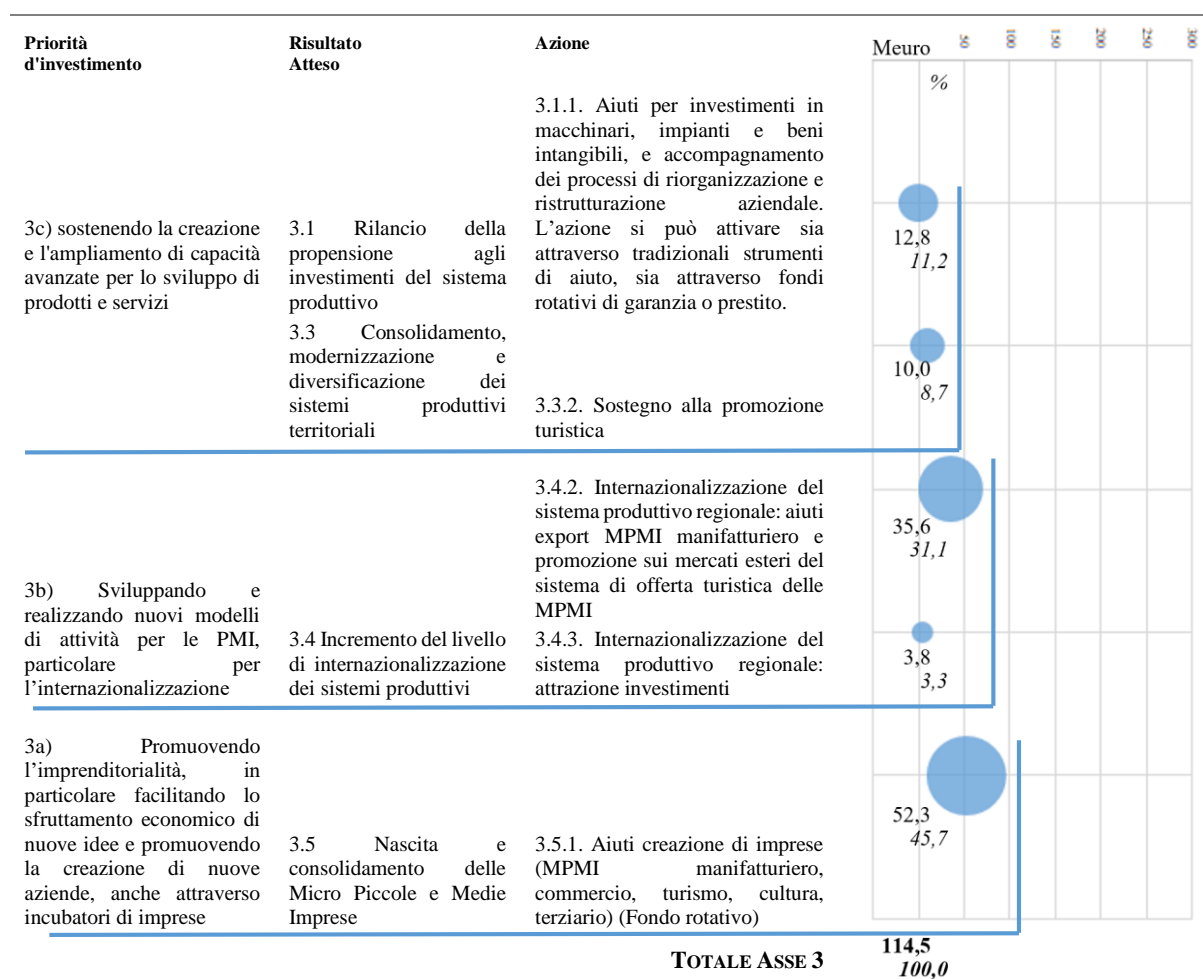 Priorità
d'investimento
Risultato
Atteso
Azione
Meuro
50
100
150
200
250
300
%
3c) sostenendo la creazione
e l'ampliamento di capacità
avanzate per lo sviluppo di
prodotti e servizi
3.1 Rilancio della
propensione agli
investimenti del sistema
produttivo
3.1.1. Aiuti per investimenti in
macchinari, impianti e beni
intangibili, e accompagnamento
dei processi di riorganizzazione e
ristrutturazione aziendale.
L’azione si può attivare sia
attraverso tradizionali strumenti
di aiuto, sia attraverso fondi
rotativi di garanzia o prestito.
12,8
11,2
3.3 Consolidamento,
modernizzazione e
diversificazione dei
sistemi produttivi
territoriali
3.3.2. Sostegno alla promozione
turistica
10,0
8,7
3b) Sviluppando e
realizzando nuovi modelli
di attività per le PMI,
particolare per
l’internazionalizzazione
3.4 Incremento del livello
di internazionalizzazione
dei sistemi produttivi
3.4.2. Internazionalizzazione del
sistema produttivo regionale: aiuti
export MPMI manifatturiero e
promozione sui mercati esteri del
sistema di offerta turistica delle
MPMI
35,6
31,1
3.4.3. Internazionalizzazione del
sistema produttivo regionale:
attrazione investimenti
3,8
3,3
3a) Promuovendo
l’imprenditorialità, in
particolare facilitando lo
sfruttamento economico di
nuove idee e promuovendo
la creazione di nuove
aziende, anche attraverso
incubatori di imprese
3.5 Nascita e
consolidamento delle
Micro Piccole e Medie
Imprese
3.5.1. Aiuti creazione di imprese
(MPMI manifatturiero,
commercio, turismo, cultura,
terziario) (Fondo rotativo)
52,3
45,7
TOTALE ASSE 3
114,5
100,0